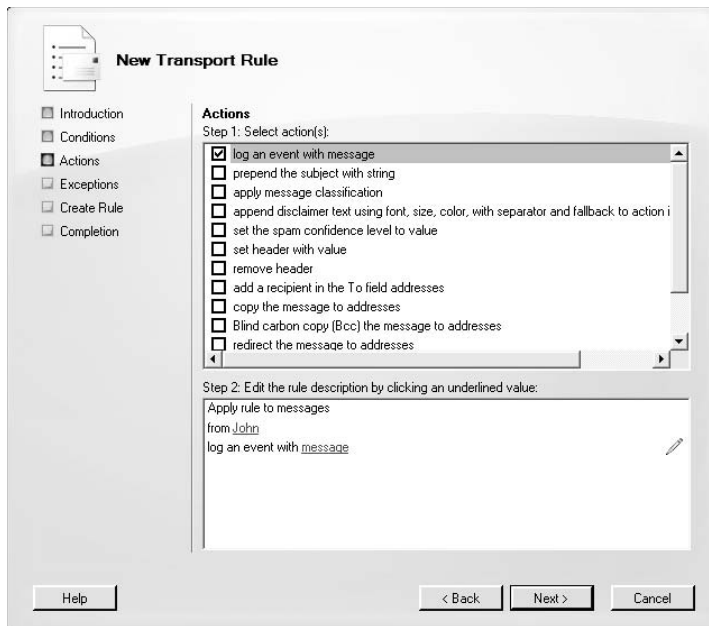 New Transport Rule
Introduction
Conditions
Actions
Exceptions
Create Rule
Completion
Actions
Step 1: Select action(s):
log an event with message
prepend the subject with string
apply message classification
append disclaimer text using font, size, color, with separator and fallback to action i
set the spam confidence level to value
set header with value
remove header
add a recipient in the To field addresses
copy the message to addresses
Blind carbon copy (Bcc) the message to addresses
redirect the message to addresses
Step 2: Edit the rule description by clicking an underlined value:
Apply rule to messages
from John
log an event with message
Help
< Back
Next >
Cancel